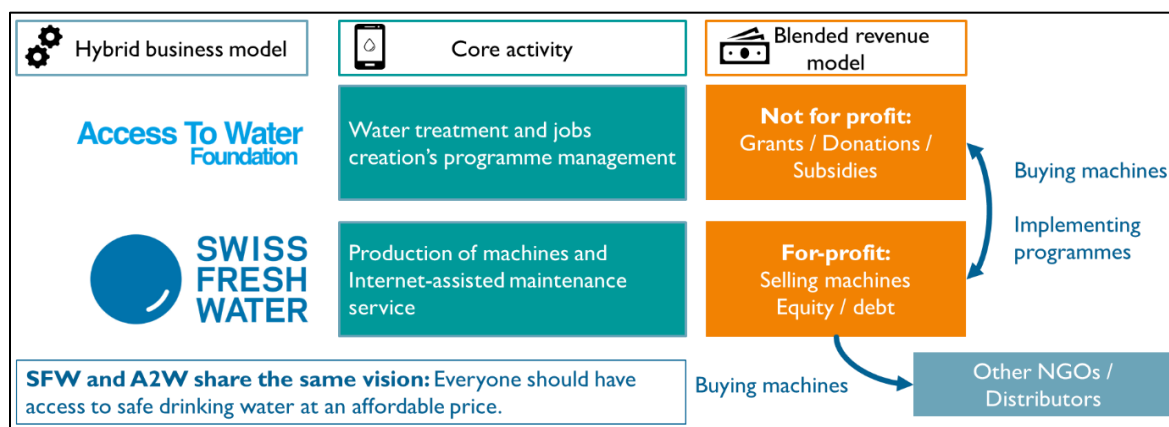 Hybrid business model
Core activity
Blended revenue
model
Access To Water
Foundation
Water treatment and jobs
creation's programme management
Not for profit:
Grants / Donations /
Subsidies
Buying machines
Implementing
programmes
SWISS
FRESH
WATER
Production of machines and
Internet-assisted maintenance
service
For-profit:
Selling machines
Equity / debt
SFW and A2W share the same vision: Everyone should have
access to safe drinking water at an affordable price.
Buying machines
Other NGOs /
Distributors